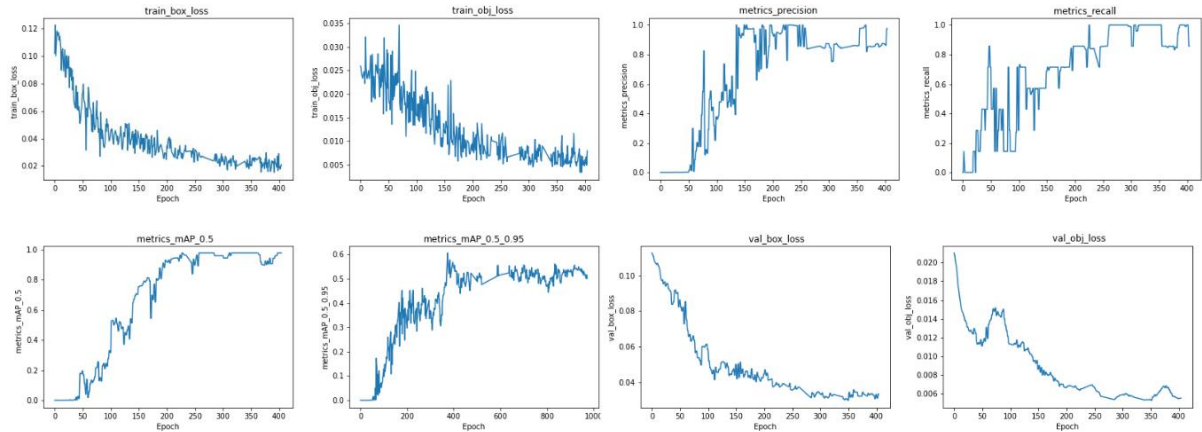 train_box_loss
train_box_loss
0.12
0.10
0.08
0.06
0.04
0.02
0 50 100 150 200 250 300 350 400
Epoch
train_obj_loss
train_obj_loss
0.035
0.030
0.025
0.020
0.015
0.010
0.005
0 50 100 150 200 250 300 350 400
Epoch
metrics_precision
metrics_precision
1.0
0.8
0.6
0.4
0.2
0.0
0 50 100 150 200 250 300 350 400
Epoch
metrics_recall
metrics_recall
1.0
0.8
0.6
0.4
0.2
0.0
0 50 100 150 200 250 300 350 400
Epoch
metrics_mAP_0.5
metrics_mAP_0.5
1.0
0.8
0.6
0.4
0.2
0.0
0 50 100 150 200 250 300 350 400
Epoch
metrics_mAP_0.5_0.95
metrics_mAP_0.5_0.95
0.6
0.5
0.4
0.3
0.2
0.1
0.0
0 200 400 600 800 1000
Epoch
val_box_loss
val_box_loss
0.10
0.08
0.06
0.04
0 50 100 150 200 250 300 350 400
Epoch
val_obj_loss
val_obj_loss
0.020
0.018
0.016
0.014
0.012
0.010
0.008
0.006
0 50 100 150 200 250 300 350 400
Epoch